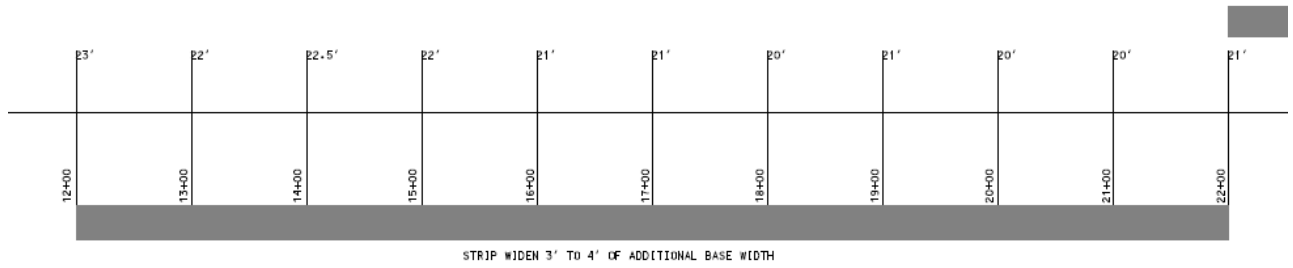 23' 22' 22.5' 22' 21' 21' 20' 21' 20' 20' 21'
12+00 13+00 14+00 15+00 16+00 17+00 18+00 19+00 20+00 21+00 22+00
STRIP WIDEN 3' TO 4' OF ADDITIONAL BASE WIDTH